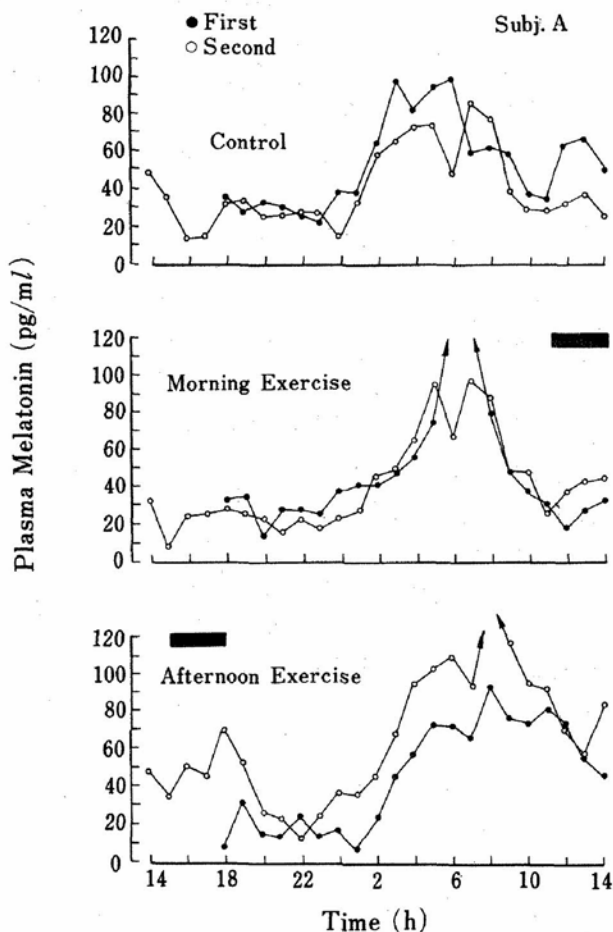 ● First
○ Second
Subj. A
Control
120
100
80
60
40
20
0
Morning Exercise
120
100
80
60
40
20
0
Afternoon Exercise
120
100
80
60
40
20
0
Plasma Melatonin (pg/ml)
14 18 22 2 6 10 14
Time (h)